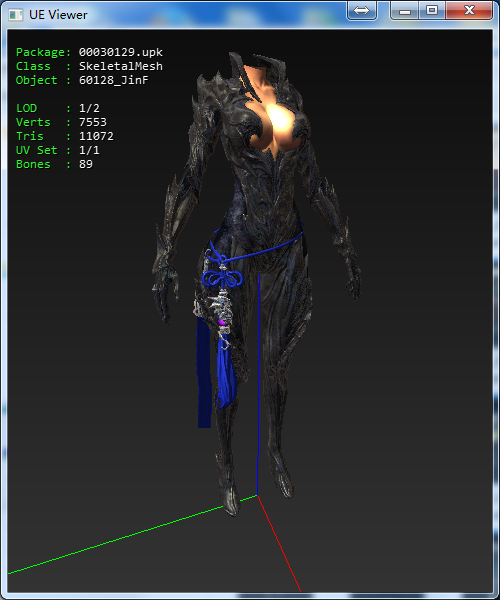 UE Viewer
Package: 00030129.upk
Class  : SkeletalMesh
Object : 60128_JinF
LOD    : 1/2
Verts  : 7553
Tris   : 11072
UV Set : 1/1
Bones  : 89